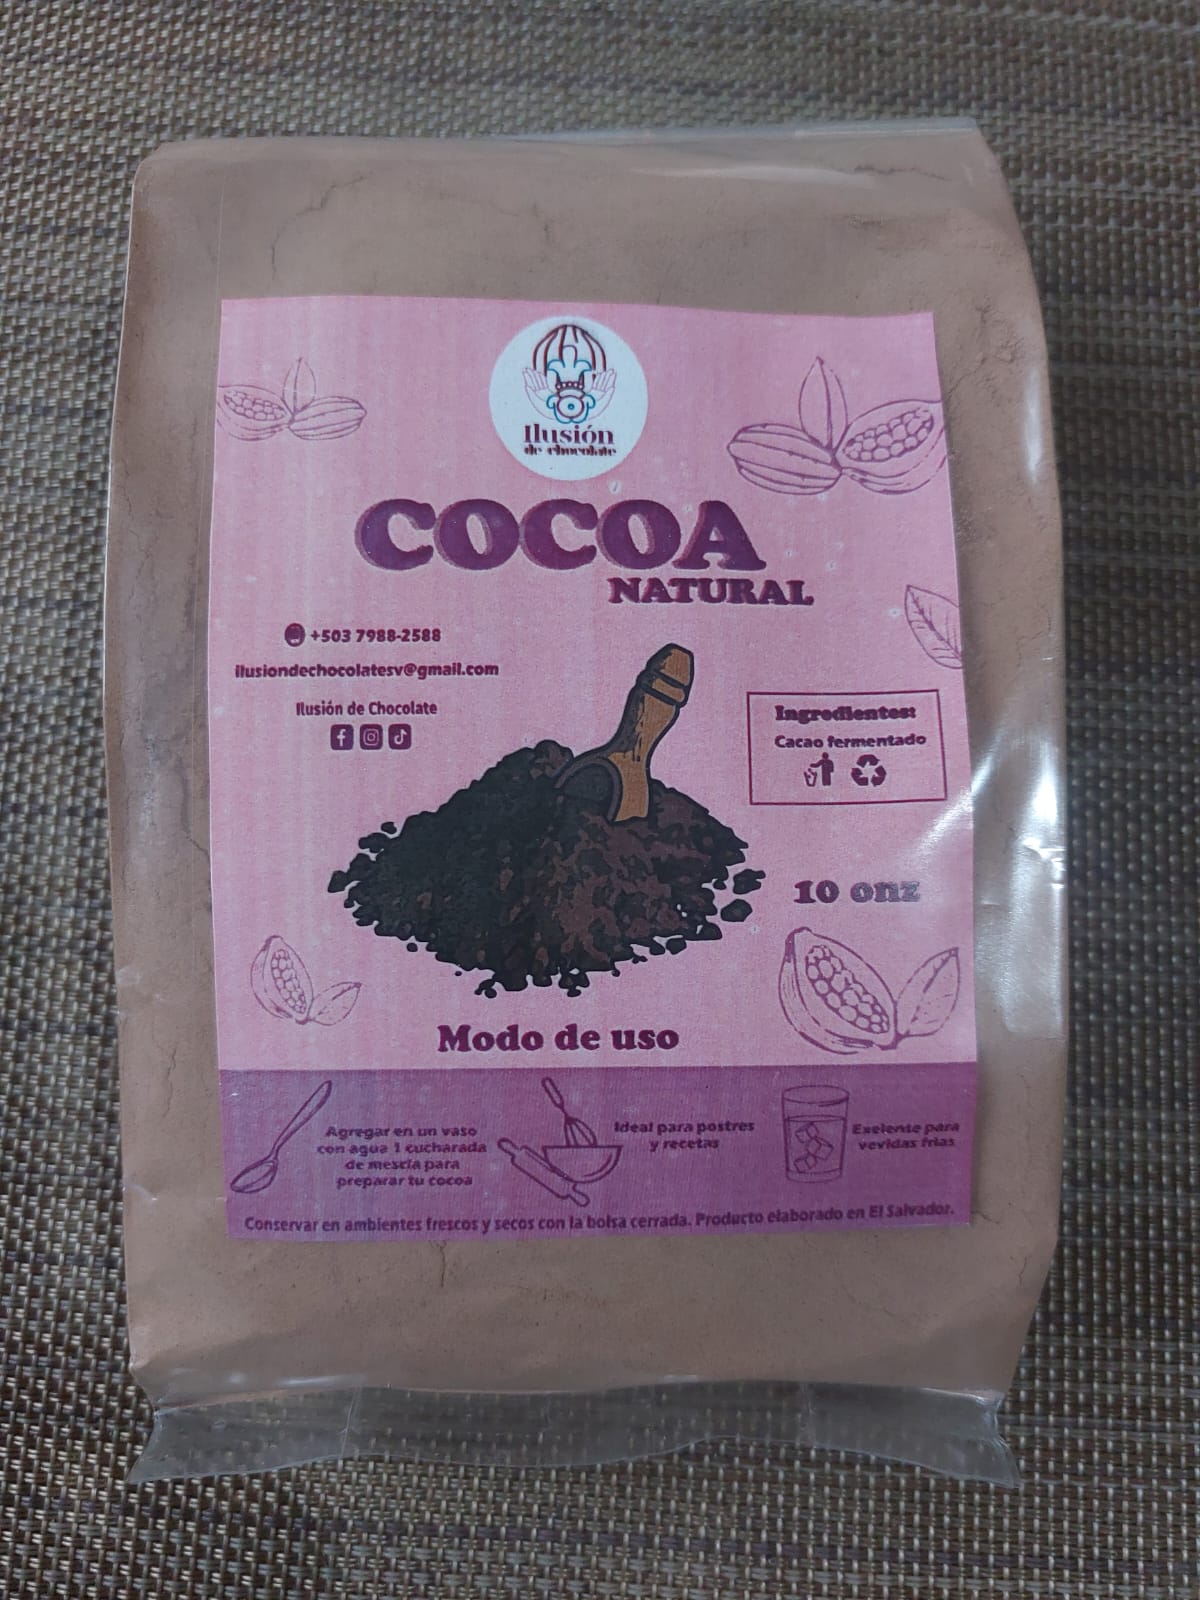 Ilusión
de chocolate
COCOA
NATURAL
+503 7988-2588
ilusiondechocolatesv@gmail.com
Ilusión de Chocolate
Ingredientes:
Cacao fermentado
10 onz
Modo de uso
Agregar en un vaso
con agua 1 cucharada
de mescla para
preparar tu cocoa
Ideal para postres
y recetas
Exelente para
vevidas frias
Conservar en ambientes frescos y secos con la bolsa cerrada. Producto elaborado en El Salvador.